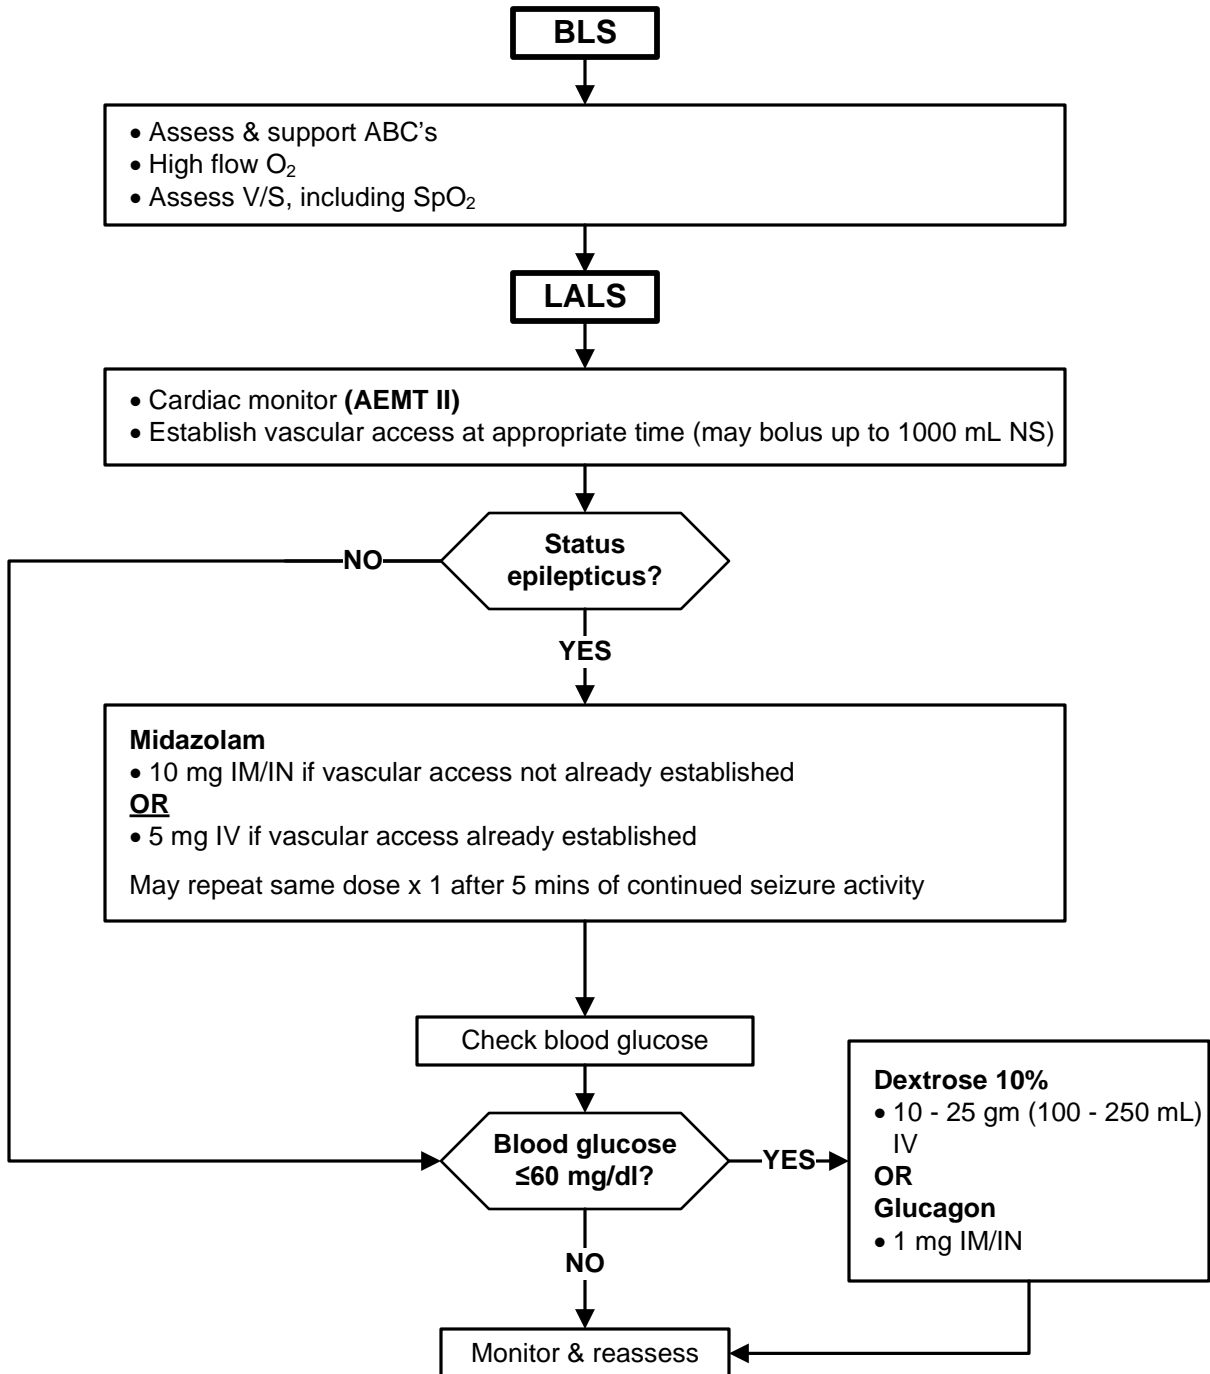 BLS
• Assess & support ABC’s
• High flow O₂
• Assess V/S, including SpO₂
LALS
• Cardiac monitor (AEMT II)
• Establish vascular access at appropriate time (may bolus up to 1000 mL NS)
Status
epilepticus?
NO
YES
Midazolam
• 10 mg IM/IN if vascular access not already established
OR
• 5 mg IV if vascular access already established
May repeat same dose x 1 after 5 mins of continued seizure activity
Check blood glucose
Blood glucose
≤60 mg/dl?
YES
Dextrose 10%
• 10 - 25 gm (100 - 250 mL)
IV
OR
Glucagon
• 1 mg IM/IN
NO
Monitor & reassess